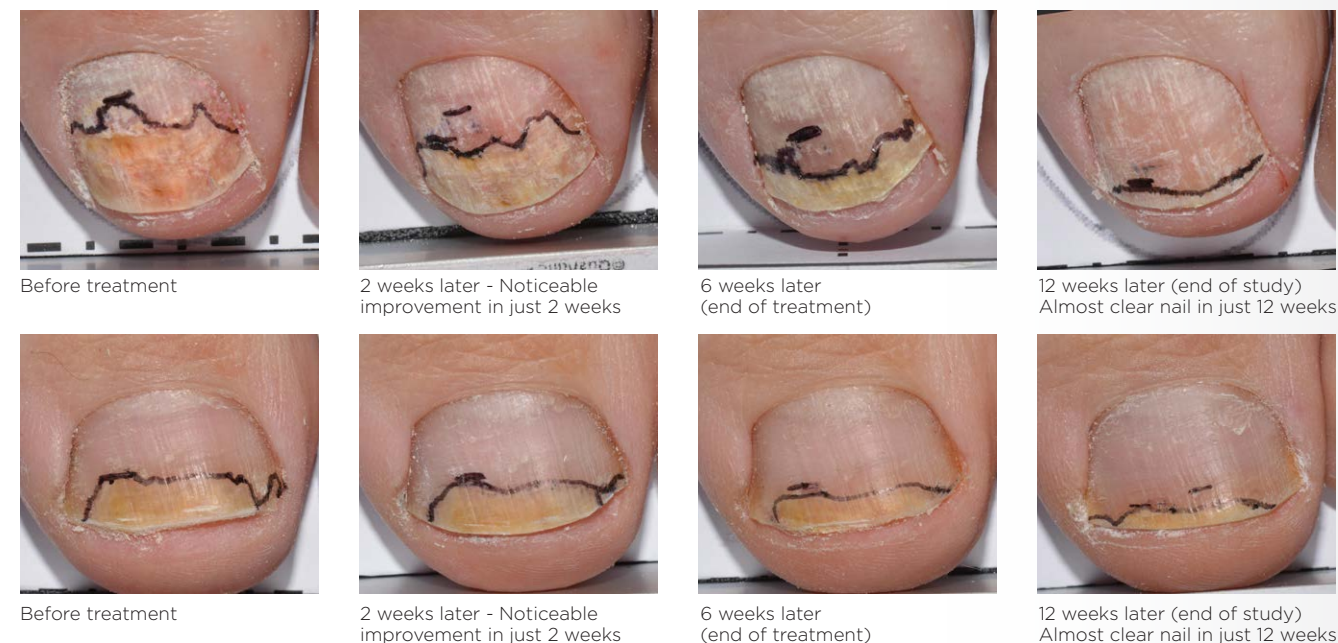 Before treatment
2 weeks later - Noticeable
improvement in just 2 weeks
6 weeks later
(end of treatment)
12 weeks later (end of study)
Almost clear nail in just 12 weeks
Before treatment
2 weeks later - Noticeable
improvement in just 2 weeks
6 weeks later
(end of treatment)
12 weeks later (end of study)
Almost clear nail in just 12 weeks